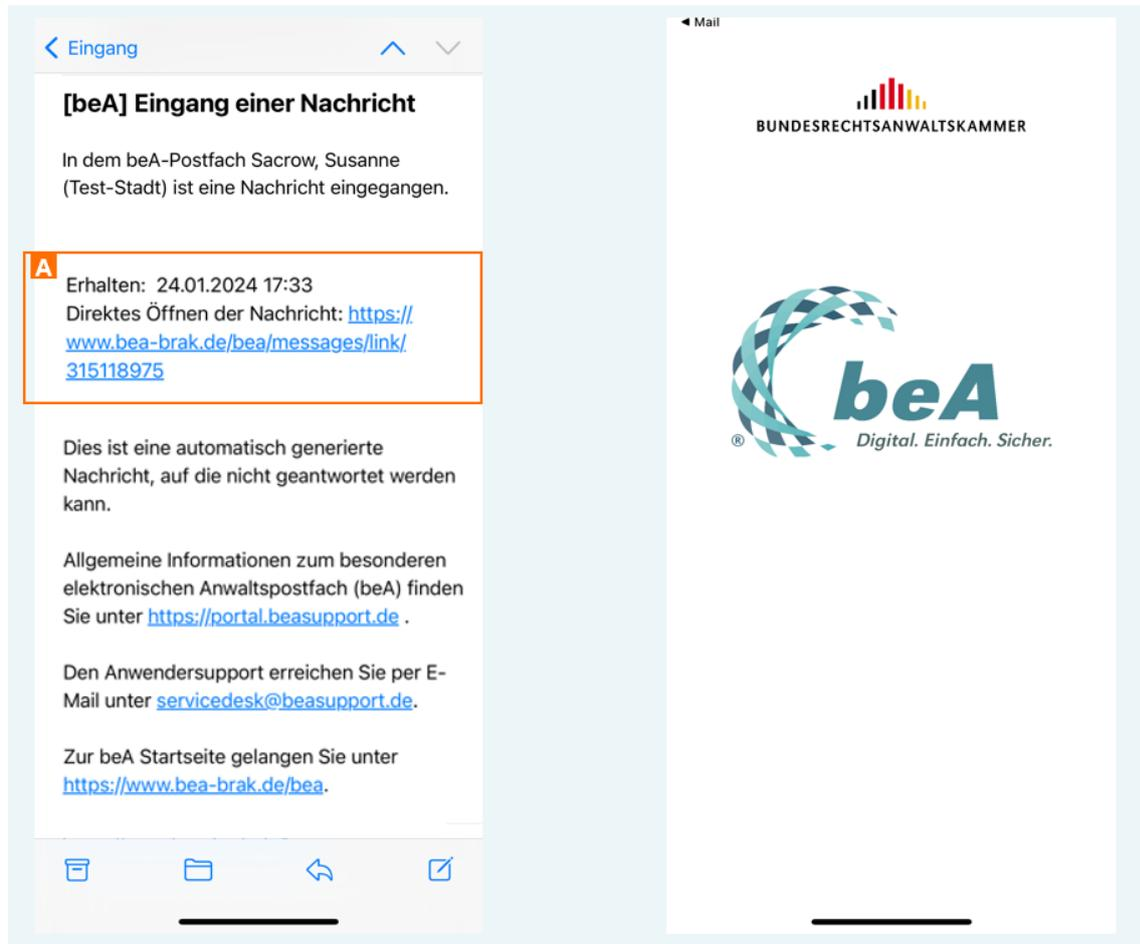 Eingang
[beA] Eingang einer Nachricht
In dem beA-Postfach Sacrow, Susanne
(Test-Stadt) ist eine Nachricht eingegangen.
A
Erhalten: 24.01.2024 17:33
Direktes Öffnen der Nachricht: https://
www.bea-brak.de/bea/messages/link/
315118975
Dies ist eine automatisch generierte
Nachricht, auf die nicht geantwortet werden
kann.
Allgemeine Informationen zum besonderen
elektronischen Anwaltspostfach (beA) finden
Sie unter https://portal.beasupport.de .
Den Anwendersupport erreichen Sie per E-
Mail unter servicedesk@beasupport.de.
Zur beA Startseite gelangen Sie unter
https://www.bea-brak.de/bea.
Mail
BUNDESRECHTSANWALTSKAMMER
beA
® Digital. Einfach. Sicher.